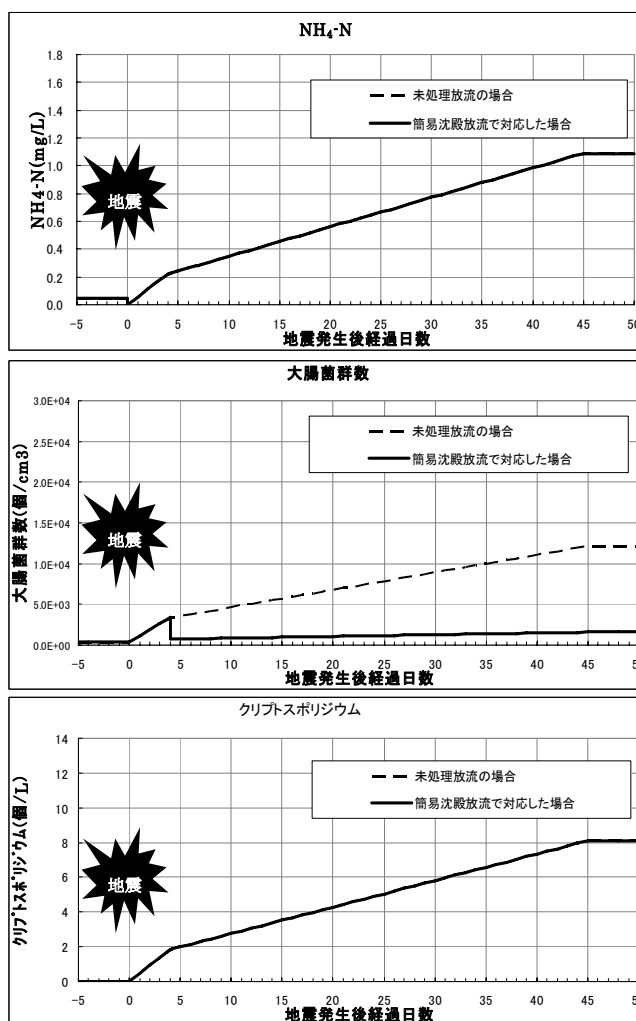 NH₄-N
1.8
1.6
1.4
1.2
1.0
0.8
0.6
0.4
0.2
0.0
NH4-N(mg/L)
未処理放流の場合
簡易沈殿放流で対応した場合
地震
-5 0 5 10 15 20 25 30 35 40 45 50
地震発生後経過日数
大腸菌群数
3.0E+04
2.5E+04
2.0E+04
1.5E+04
1.0E+04
5.0E+03
0.0E+00
大腸菌群数(個/cm3)
未処理放流の場合
簡易沈殿放流で対応した場合
地震
-5 0 5 10 15 20 25 30 35 40 45 50
地震発生後経過日数
クリプトスポリジウム
14
12
10
8
6
4
2
0
クリプトスポリジウム(個/L)
未処理放流の場合
簡易沈殿放流で対応した場合
地震
-5 0 5 10 15 20 25 30 35 40 45 50
地震発生後経過日数